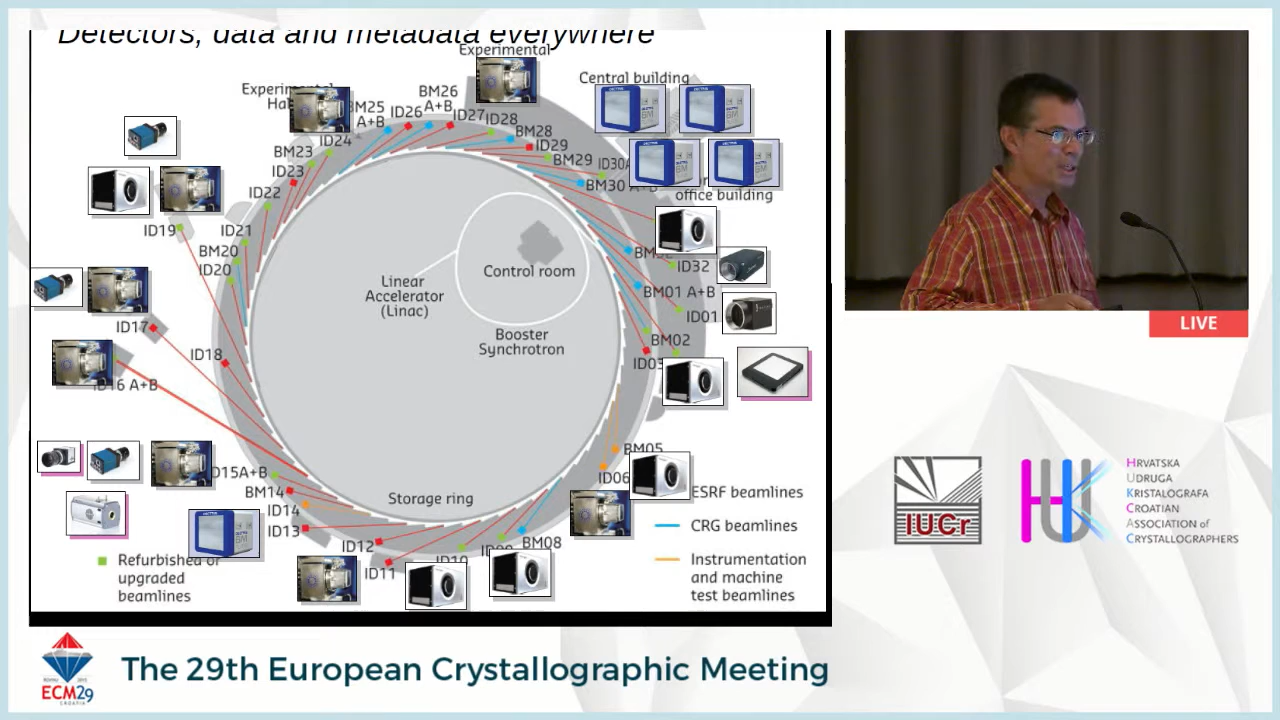 Detectors, data and metadata everywhere
Experimental
Central building
Control room
Linear
Accelerator
(Linac)
Booster
Synchrotron
Storage ring
office building
BM25
A+B
ID26
BM26
A+B
ID27
ID28
BM28
ID29
BM29
ID32
BM01 A+B
ID01
BM02
ID03
BM05
ID06
BM08
ID10
ID11
ID12
ID13
ID14
BM14
ID15A+B
ID16 A+B
ID17
ID18
ID19
ID20
BM20
ID21
ID22
ID23
BM23
ID24
Refurbished or
upgraded
beamlines
ESRF beamlines
CRG beamlines
Instrumentation
and machine
test beamlines
LIVE
IUCr
HRVATSKA
UDRUGA
KRISTALOGRAFA
CROATIAN
ASSOCIATION of
CRYSTALLOGRAPHERS
ECM29
CROATIA
The 29th European Crystallographic Meeting